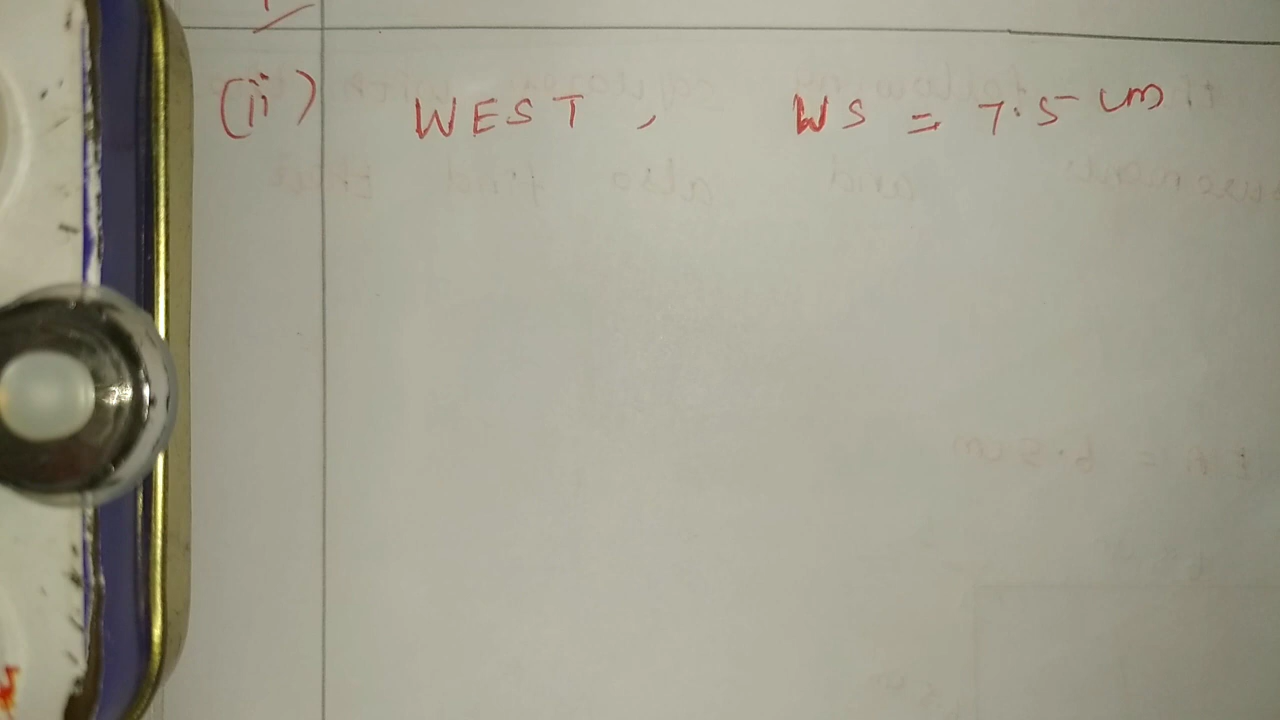 (ii) WEST, WS = 7.5 cm